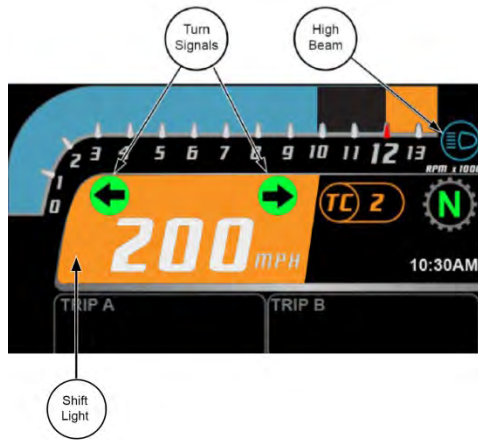 Turn
Signals
High
Beam
0 1 2 3 4 5 6 7 8 9 10 11 12 13
RPM x 1000
TC 2
N
200 MPH
10:30AM
TRIP A
TRIP B
Shift
Light